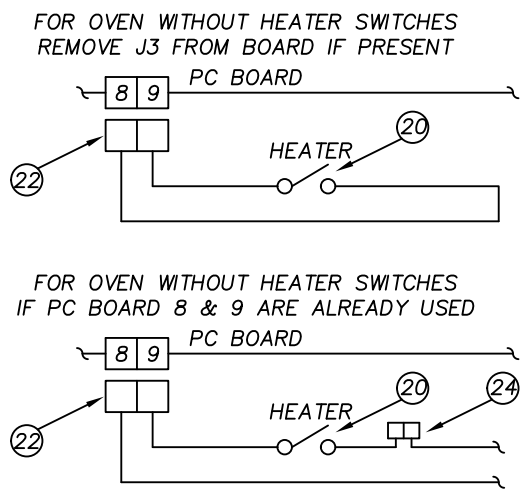 FOR OVEN WITHOUT HEATER SWITCHES
REMOVE J3 FROM BOARD IF PRESENT
8 9 PC BOARD
20
HEATER
22
FOR OVEN WITHOUT HEATER SWITCHES
IF PC BOARD 8 & 9 ARE ALREADY USED
8 9 PC BOARD
20 24
HEATER
22